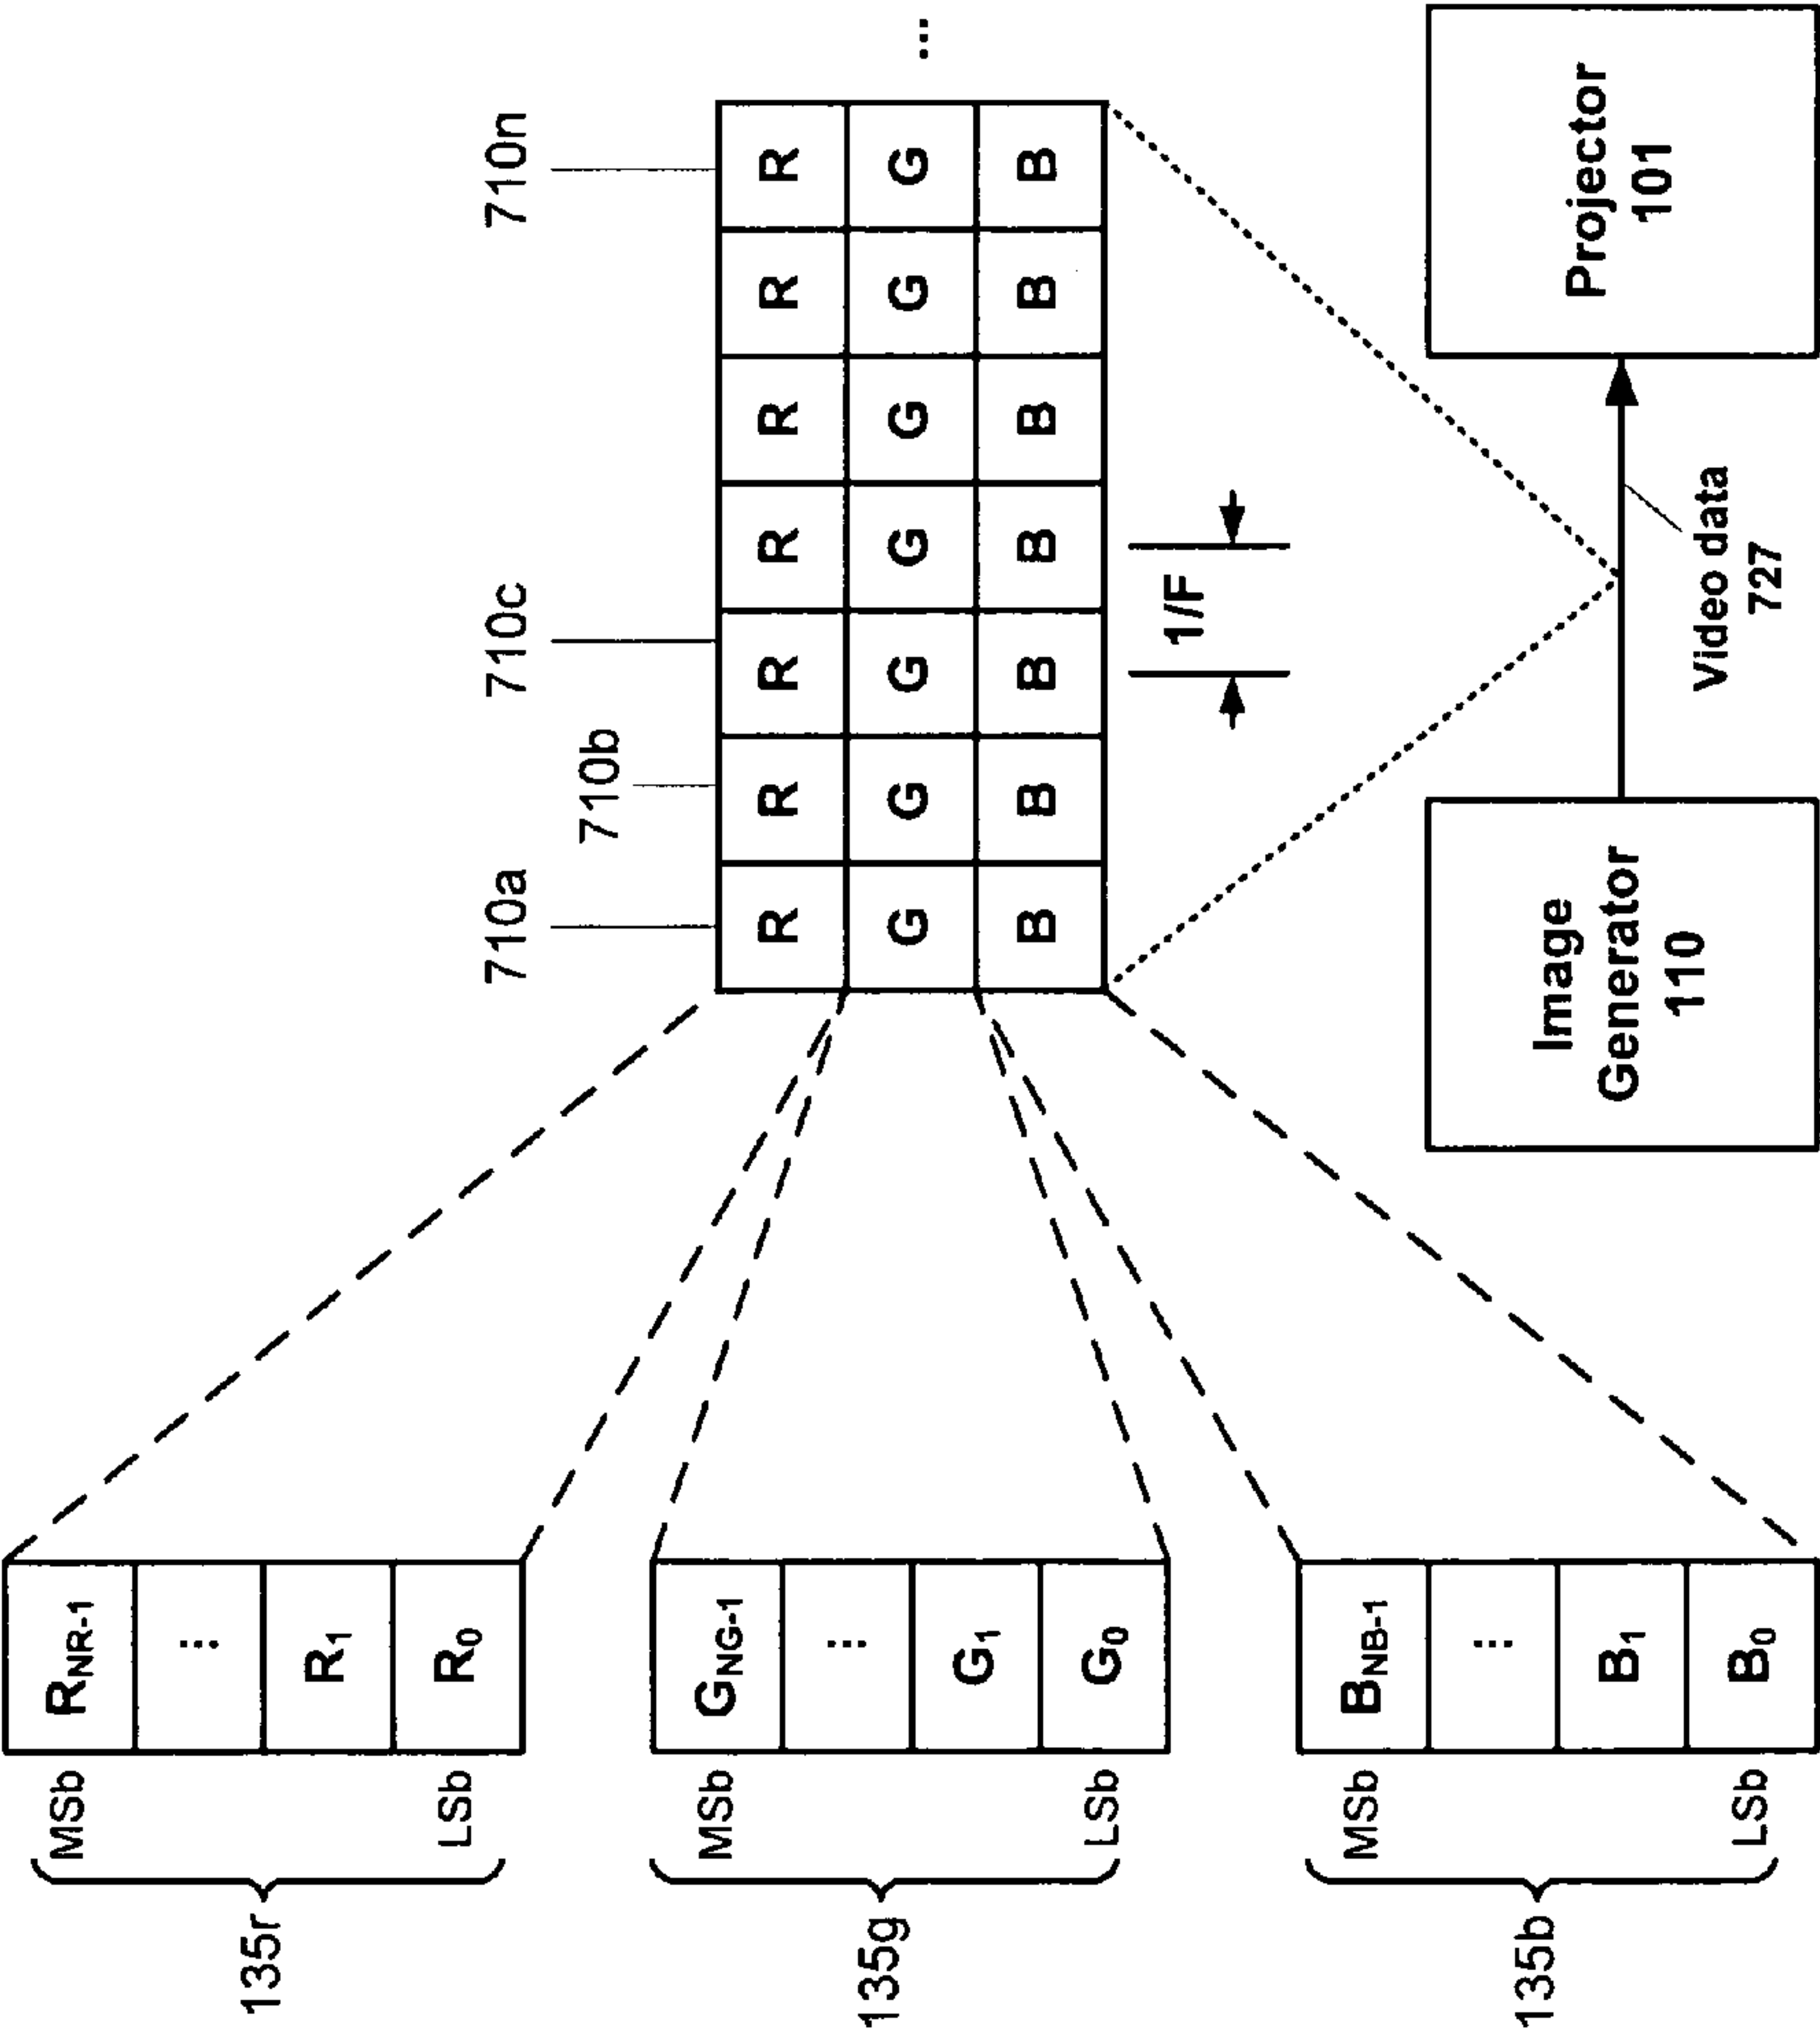 710a
710b
710c
710n
135r
MSb
R_NR-1
...
R_1
LSb
R_0
135g
MSb
G_NG-1
...
G_1
LSb
G_0
135b
MSb
B_NB-1
...
B_1
LSb
B_0
R R R R R R R
...
G G G G G G G
B B B B B B B
1/F
Image
Generator
110
Video data
727
Projector
101